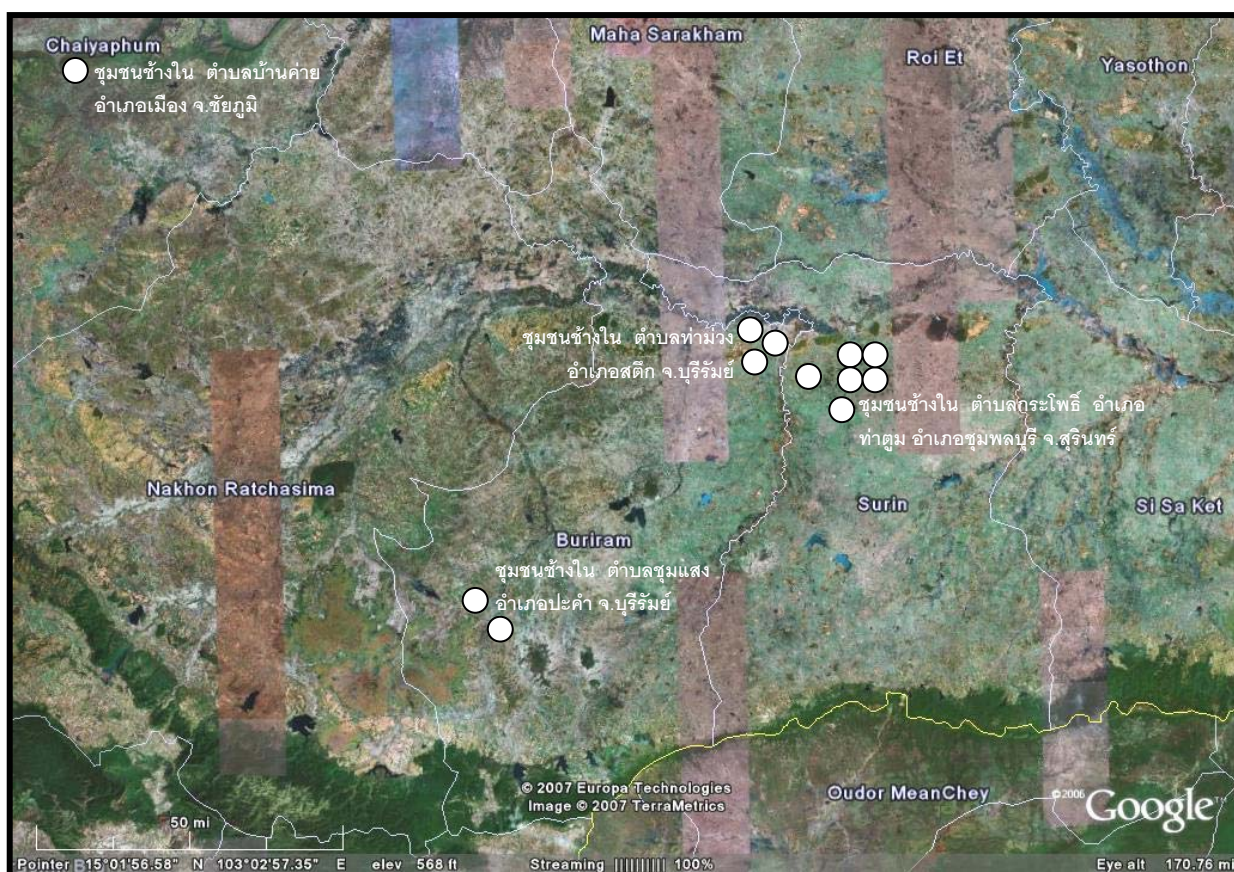 Chaiyaphum
Maha Sarakham
Roi Et
Yasothon
ชุมชนช้างใน ตำบลบ้านค่าย
อำเภอเมือง จ.ชัยภูมิ
ชุมชนช้างใน ตำบลท่าม่วง
อำเภอสตึก จ.บุรีรัมย์
ชุมชนช้างใน ตำบลกระโพธิ์ อำเภอ
ท่าตูม อำเภอชุมพลบุรี จ.สุรินทร์
Nakhon Ratchasima
Surin
Si Sa Ket
Buriram
ชุมชนช้างใน ตำบลชุมแสง
อำเภอปะคำ จ.บุรีรัมย์
© 2007 Europa Technologies
Image © 2007 TerraMetrics
Oudor MeanChey
©2006 Google™
50 mi
Pointer 15°01'56.58" N 103°02'57.35" E elev 568 ft Streaming |||||||||| 100% Eye alt 170.76 mi